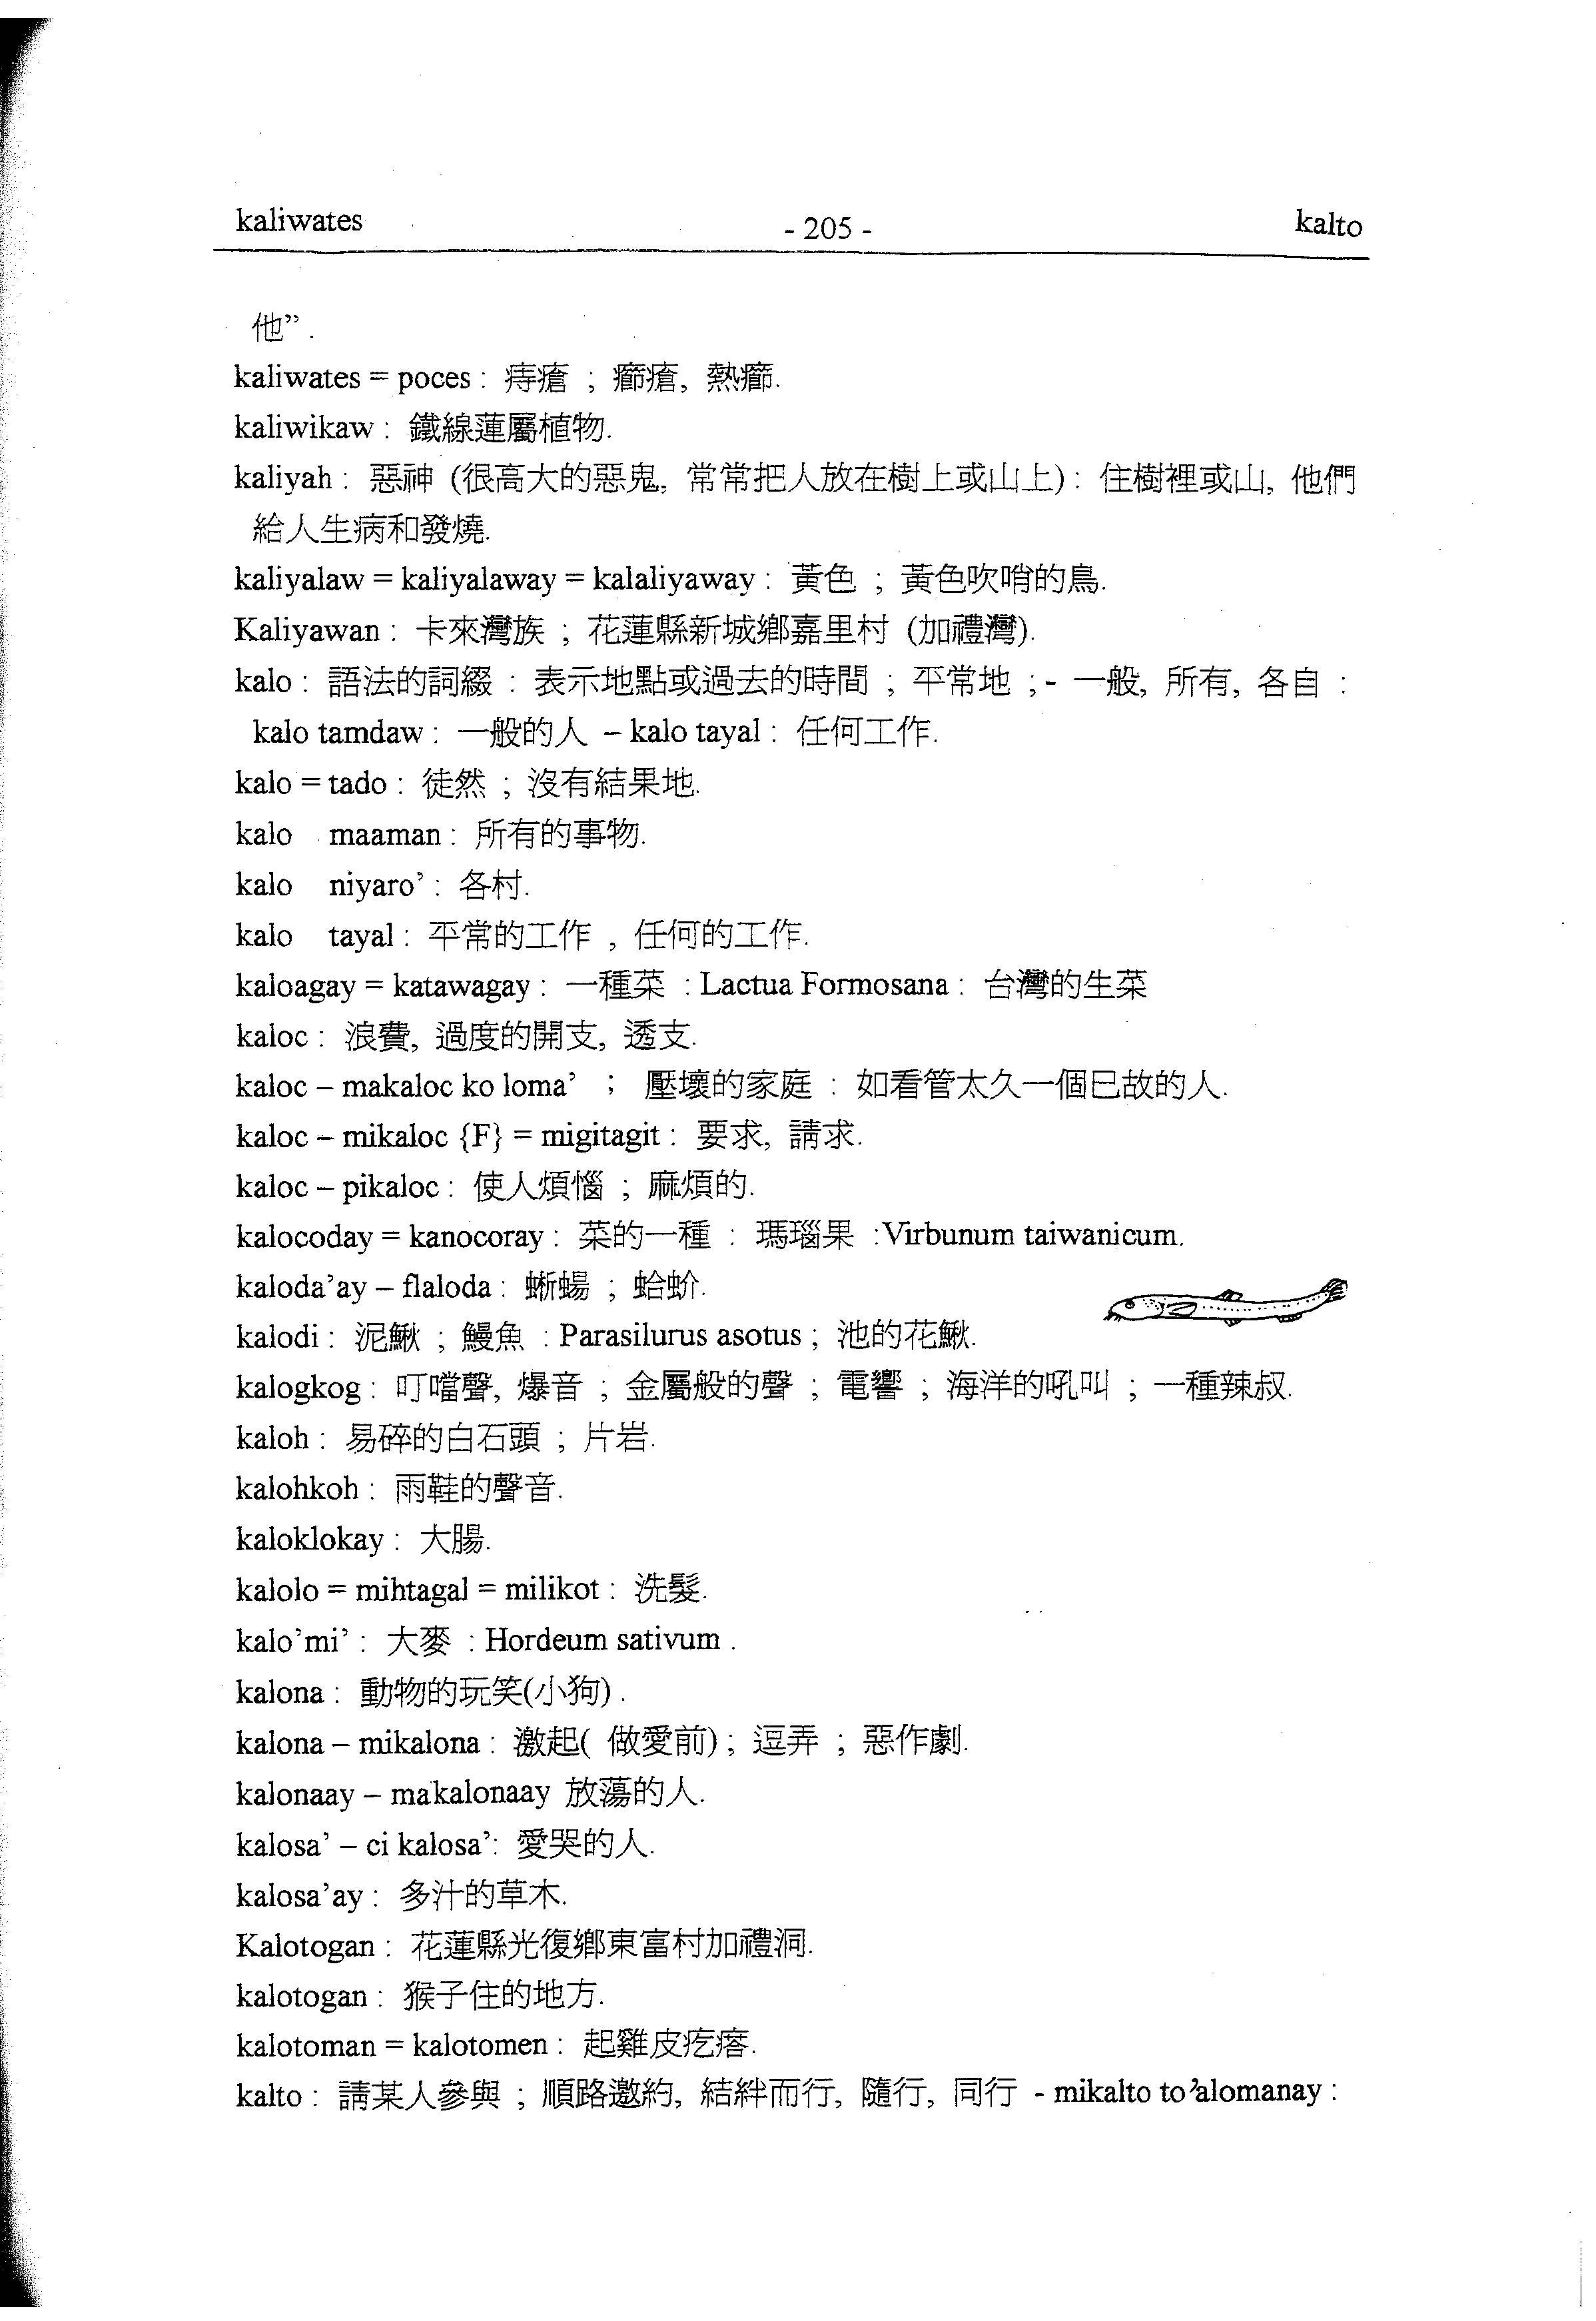 kaliwates - 205 - kalto
他” .
kaliwates = poces : 痔瘡 ; 癤瘡, 熱癤.
kaliwikaw : 鐵線蓮屬植物.
kaliyah : 惡神 (很高大的惡鬼, 常常把人放在樹上或山上) : 住樹裡或山, 他們
給人生病和發燒.
kaliyalaw = kaliyalaway = kalaliyaway : 黃色 ; 黃色吹哨的鳥.
Kaliyawan : 卡來灣族 ; 花蓮縣新城鄉嘉里村 (加禮灣).
kalo : 語法的詞綴 : 表示地點或過去的時間 ; 平常地 ; - 一般, 所有, 各自 :
kalo tamdaw : 一般的人 – kalo tayal : 任何工作.
kalo = tado : 徒然 ; 沒有結果地.
kalo maaman : 所有的事物.
kalo niyaro’ : 各村.
kalo tayal : 平常的工作 , 任何的工作.
kaloagay = katawagay : 一種菜 : Lactua Formosana : 台灣的生菜
kaloc : 浪費, 過度的開支, 透支.
kaloc – makaloc ko loma’ ; 壓壞的家庭 : 如看管太久一個已故的人.
kaloc – mikaloc {F} = migitagit : 要求, 請求.
kaloc – pikaloc : 使人煩惱 ; 麻煩的.
kalocoday = kanocoray : 菜的一種 : 瑪瑙果 :Virbunum taiwanicum.
kaloda’ay – flaloda : 蜥蝪 ; 蛤蚧.
kalodi : 泥鰍 ; 鰻魚 : Parasilurus asotus ; 池的花鰍.
kalogkog : 叮噹聲, 爆音 ; 金屬般的聲 ; 電響 ; 海洋的吼叫 ; 一種辣叔.
kaloh : 易碎的白石頭 ; 片岩.
kalohkoh : 雨鞋的聲音.
kaloklokay : 大腸.
kalolo = mihtagal = milikot : 洗髮.
kalo’mi’ : 大麥 : Hordeum sativum .
kalona : 動物的玩笑(小狗) .
kalona – mikalona : 激起( 做愛前) ; 逗弄 ; 惡作劇.
kalonaay – makalonaay 放蕩的人.
kalosa’ – ci kalosa’: 愛哭的人.
kalosa’ay : 多汁的草木.
Kalotogan : 花蓮縣光復鄉東富村加禮洞.
kalotogan : 猴子住的地方.
kalotoman = kalotomen : 起雞皮疙瘩.
kalto : 請某人參與 ; 順路邀約, 結絆而行, 隨行, 同行 - mikalto to ’alomanay :